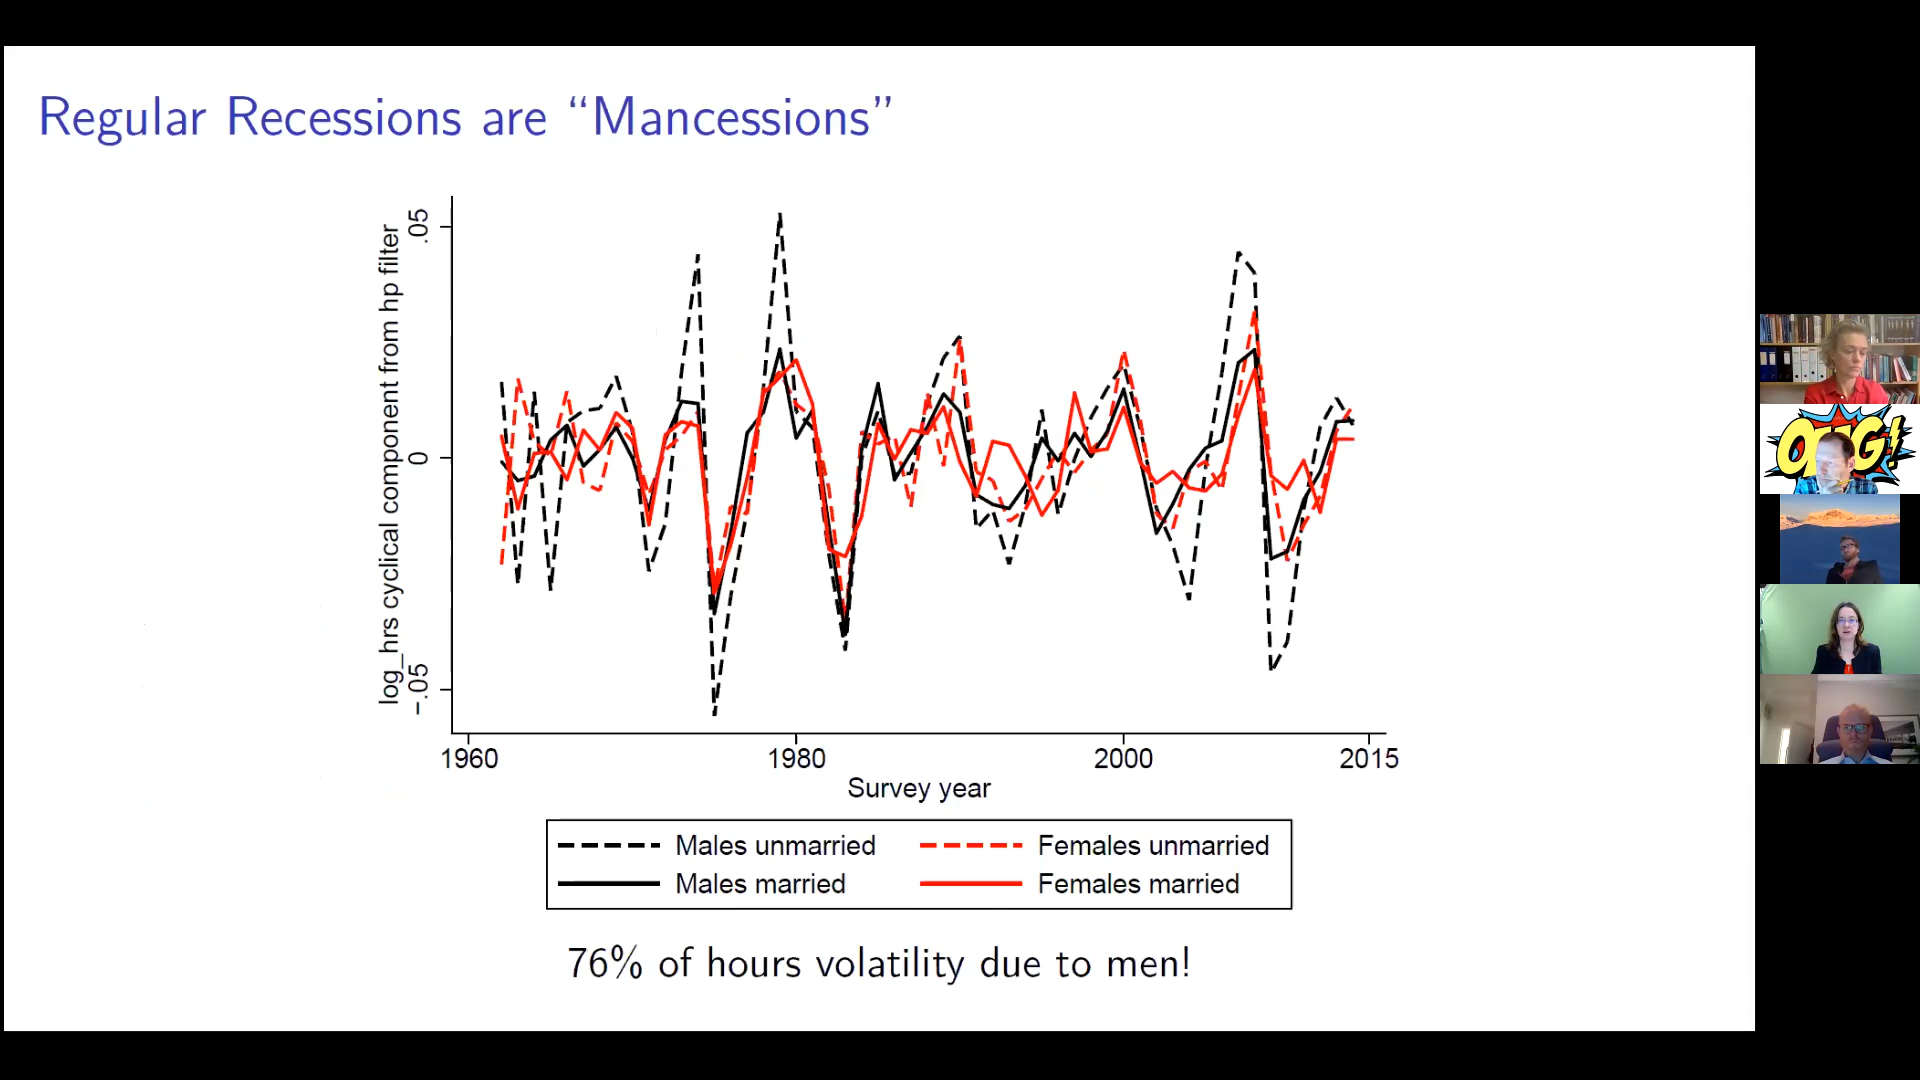 Regular Recessions are “Mancessions”
log_hrs cyclical component from hp filter
.05
0
−.05
1960 1980 2000 2015
Survey year
Males unmarried Females unmarried
Males married Females married
76% of hours volatility due to men!
OMG!